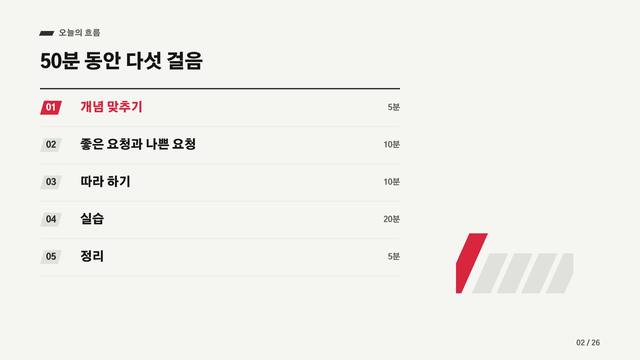 오늘의 흐름
50분 동안 다섯 걸음
01 개념 맞추기 5분
02 좋은 요청과 나쁜 요청 10분
03 따라 하기 10분
04 실습 20분
05 정리 5분
02 / 26